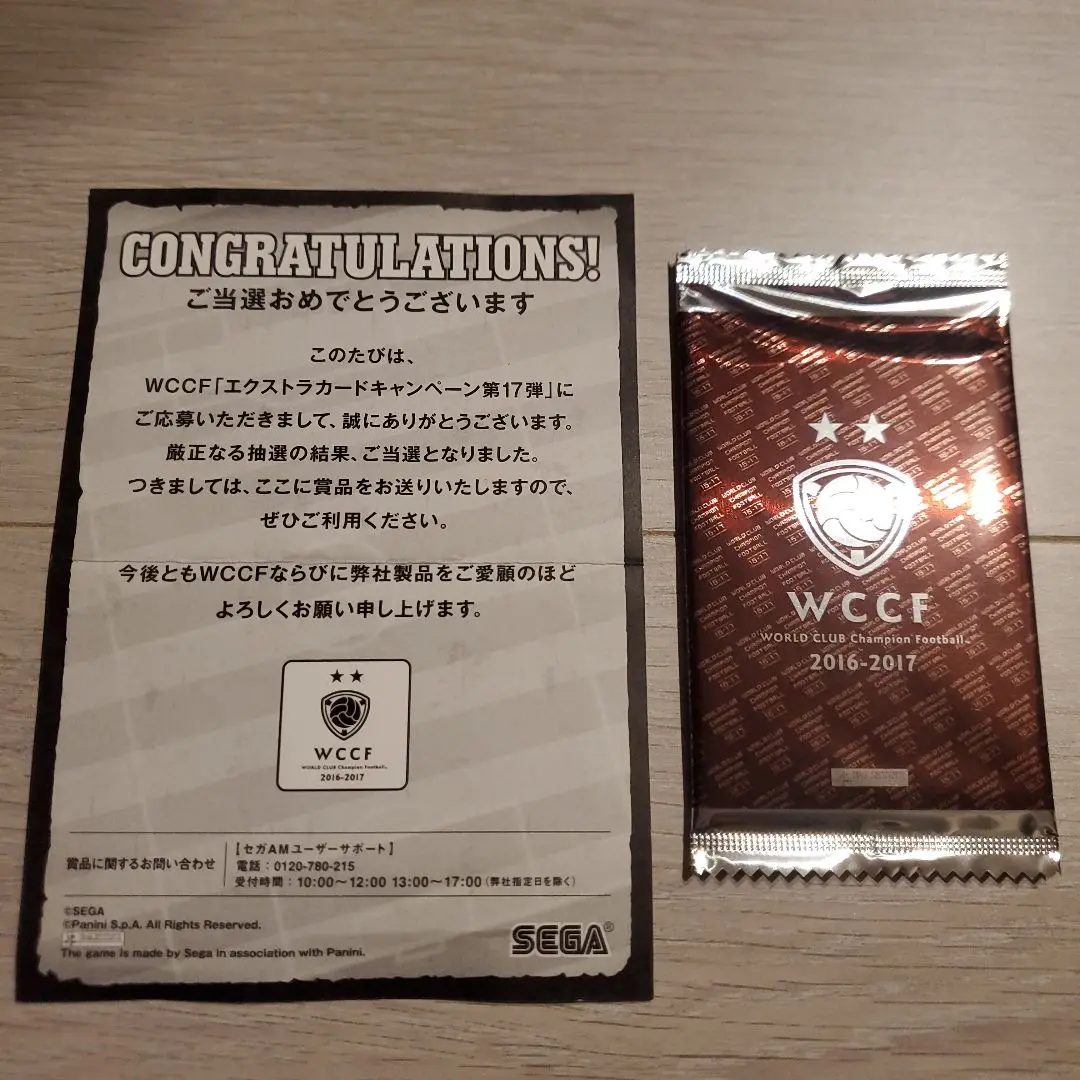 CONGRATULATIONS!
ご当選おめでとうございます
このたびは、
WCCF「エクストラカードキャンペーン第17弾」に
ご応募いただきまして、誠にありがとうございます。
厳正なる抽選の結果、ご当選となりました。
つきましては、ここに賞品をお送りいたしますので、
ぜひご利用ください。
今後ともWCCFならびに弊社製品をご愛顧のほど
よろしくお願い申し上げます。
WCCF
WORLD CLUB Champion Football
2016-2017
賞品に関するお問い合わせ
【セガAMユーザーサポート】
電話:0120-780-215
受付時間:10:00~12:00 13:00~17:00(弊社指定日を除く)
©SEGA
©Panini S.p.A. All Rights Reserved.
The game is made by Sega in association with Panini.
SEGA®
WORLD CLUB
CHAMPION
FOOTBALL
16-17
WCCF
WORLD CLUB Champion Football
2016-2017